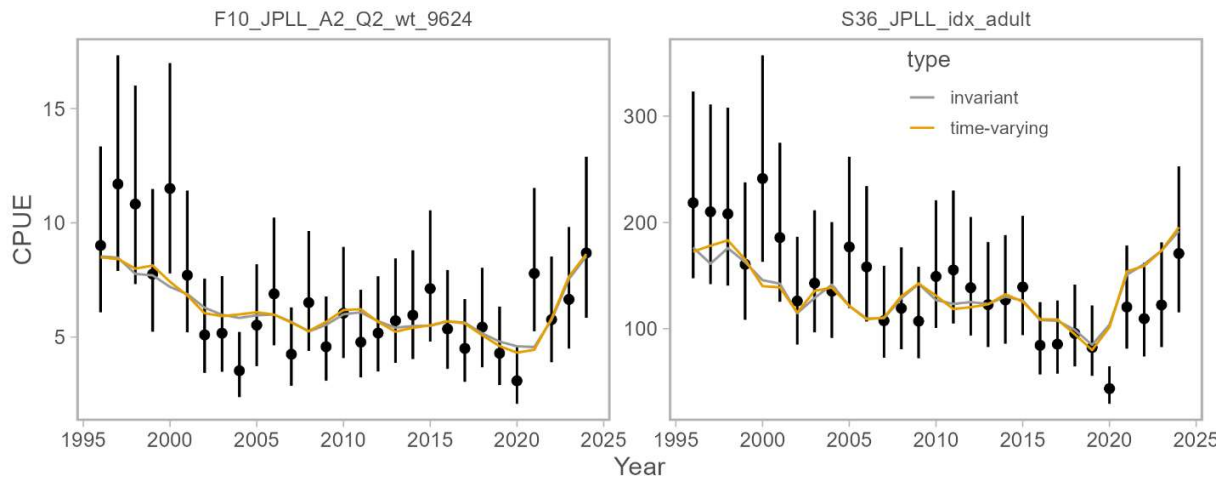 F10_JPLL_A2_Q2_wt_9624
S36_JPLL_idx_adult
type
invariant
time-varying
CPUE
15
10
5
300
200
100
1995 2000 2005 2010 2015 2020 2025
1995 2000 2005 2010 2015 2020 2025
Year